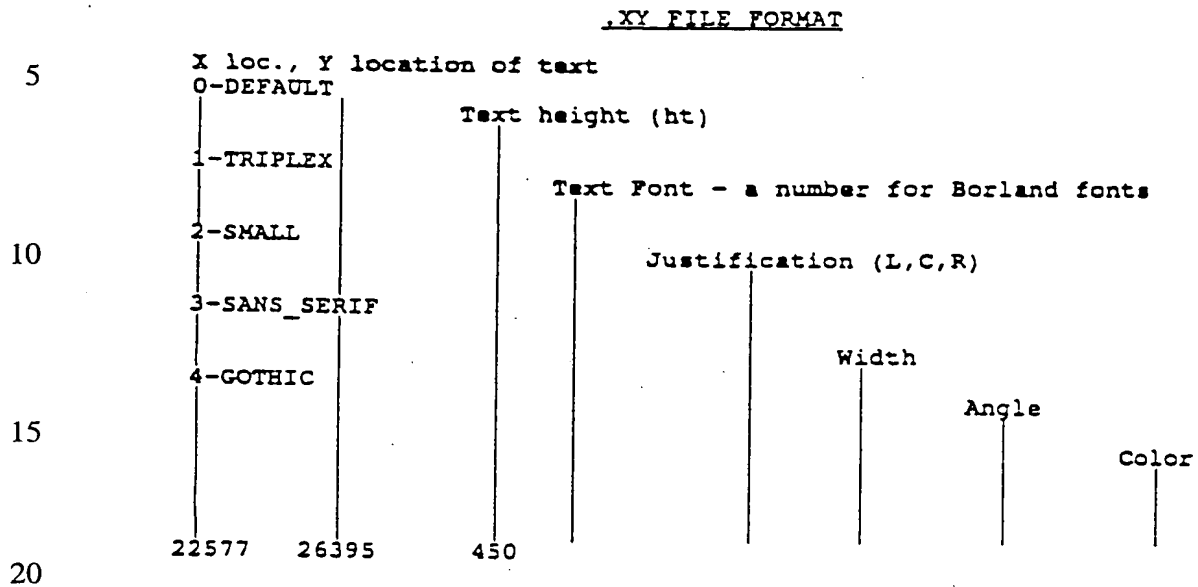 .XY FILE FORMAT
5
X loc., Y location of text
0-DEFAULT
Text height (ht)
1-TRIPLEX
Text Font - a number for Borland fonts
2-SMALL
10
Justification (L,C,R)
3-SANS_SERIF
Width
4-GOTHIC
Angle
15
Color
22577 26395 450
20